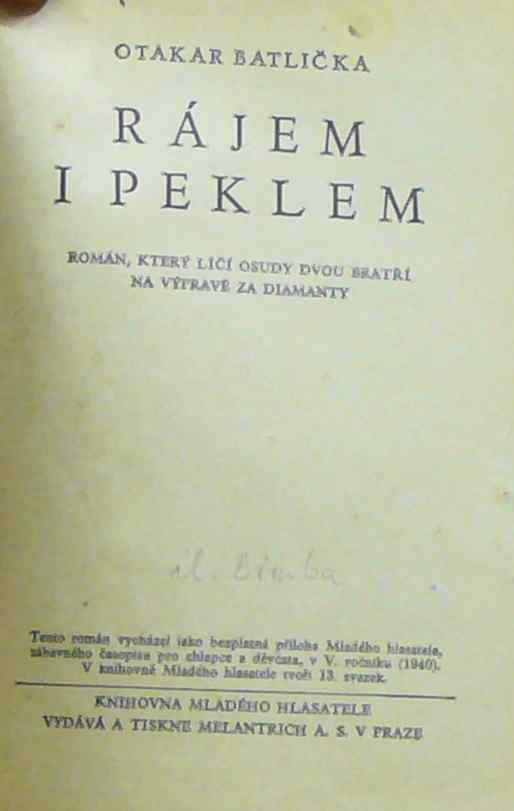 OTAKAR BATLIČKA
RÁJEM
I PEKLEM
ROMÁN, KTERÝ LÍČÍ OSUDY DVOU BRATŘÍ
NA VÝPRAVĚ ZA DIAMANTY
il. Bimba
Tento román vycházel jako bezplatná příloha Mladého hlasatele,
zábavného časopisu pro chlapce a děvčata, v V. ročníku (1940).
V knihovně Mladého hlasatele tvoří 13. svazek.
KNIHOVNA MLADÉHO HLASATELE
VYDÁVÁ A TISKNE MELANTRICH A. S. V PRAZE